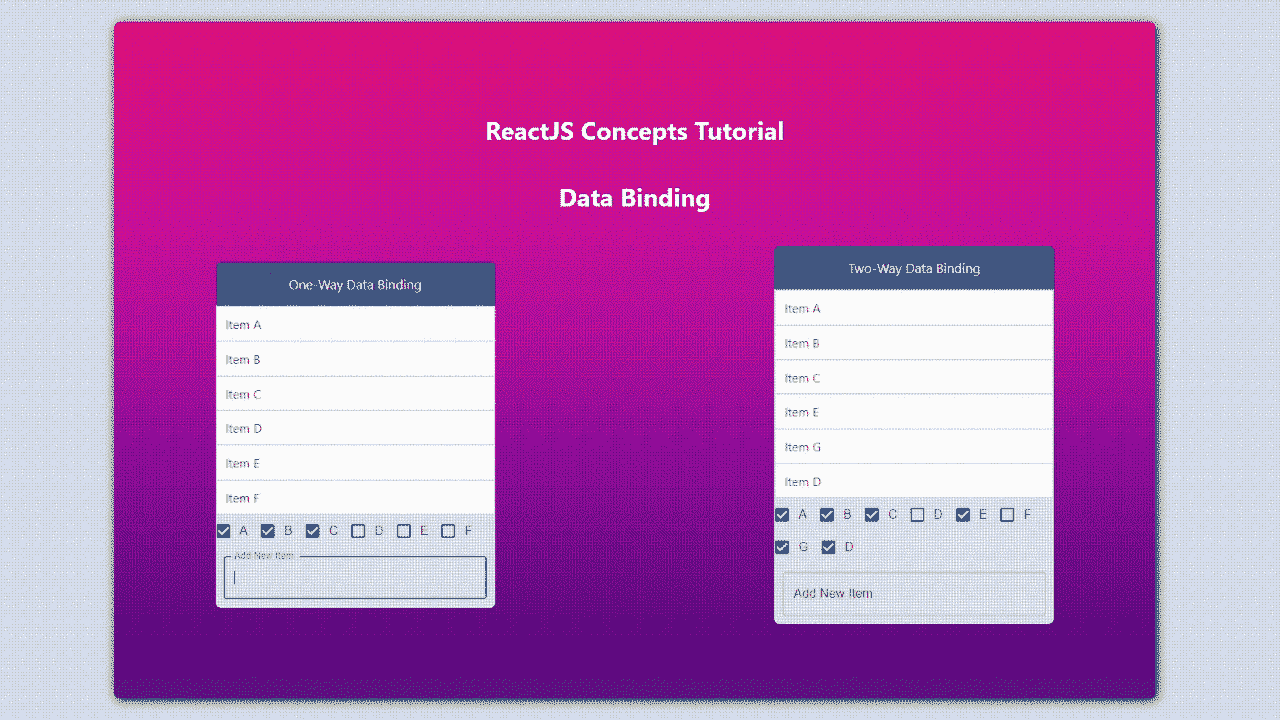 ReactJS Concepts Tutorial
Data Binding
One-Way Data Binding
Item A
Item B
Item C
Item D
Item E
Item F
A B C D E F
Add New Item
Two-Way Data Binding
Item A
Item B
Item C
Item E
Item G
Item D
A B C D E F
G D
Add New Item